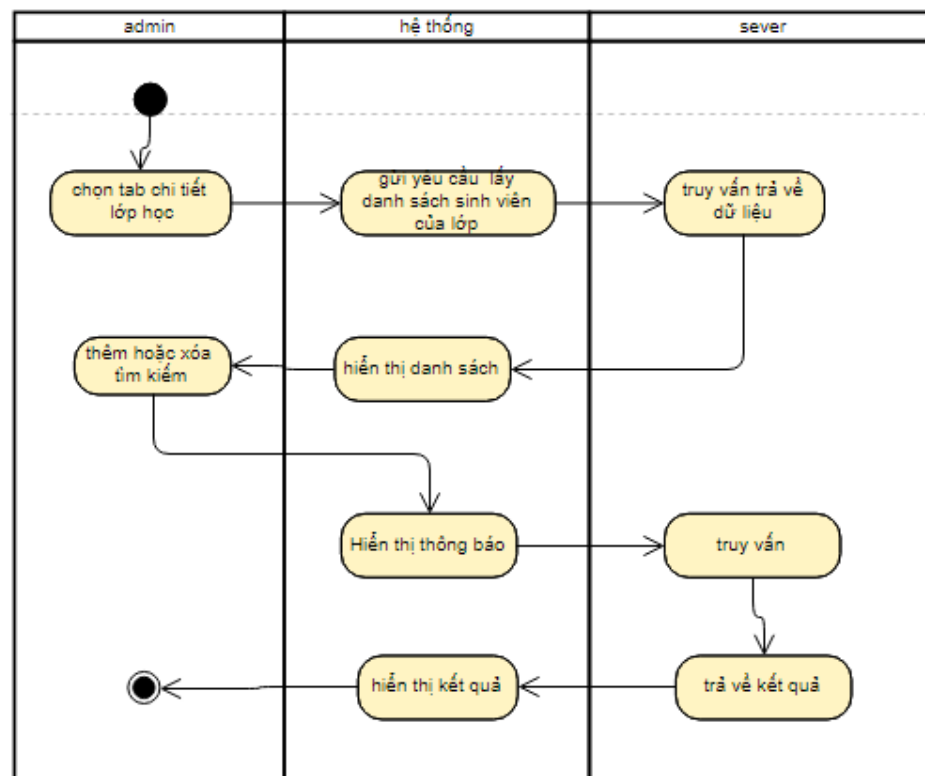 admin
hệ thống
sever
chọn tab chi tiết
lớp học
gửi yêu cầu lấy
danh sách sinh viên
của lớp
truy vấn trả về
dữ liệu
thêm hoặc xóa
tìm kiếm
hiển thị danh sách
Hiển thị thông báo
truy vấn
hiển thị kết quả
trả về kết quả